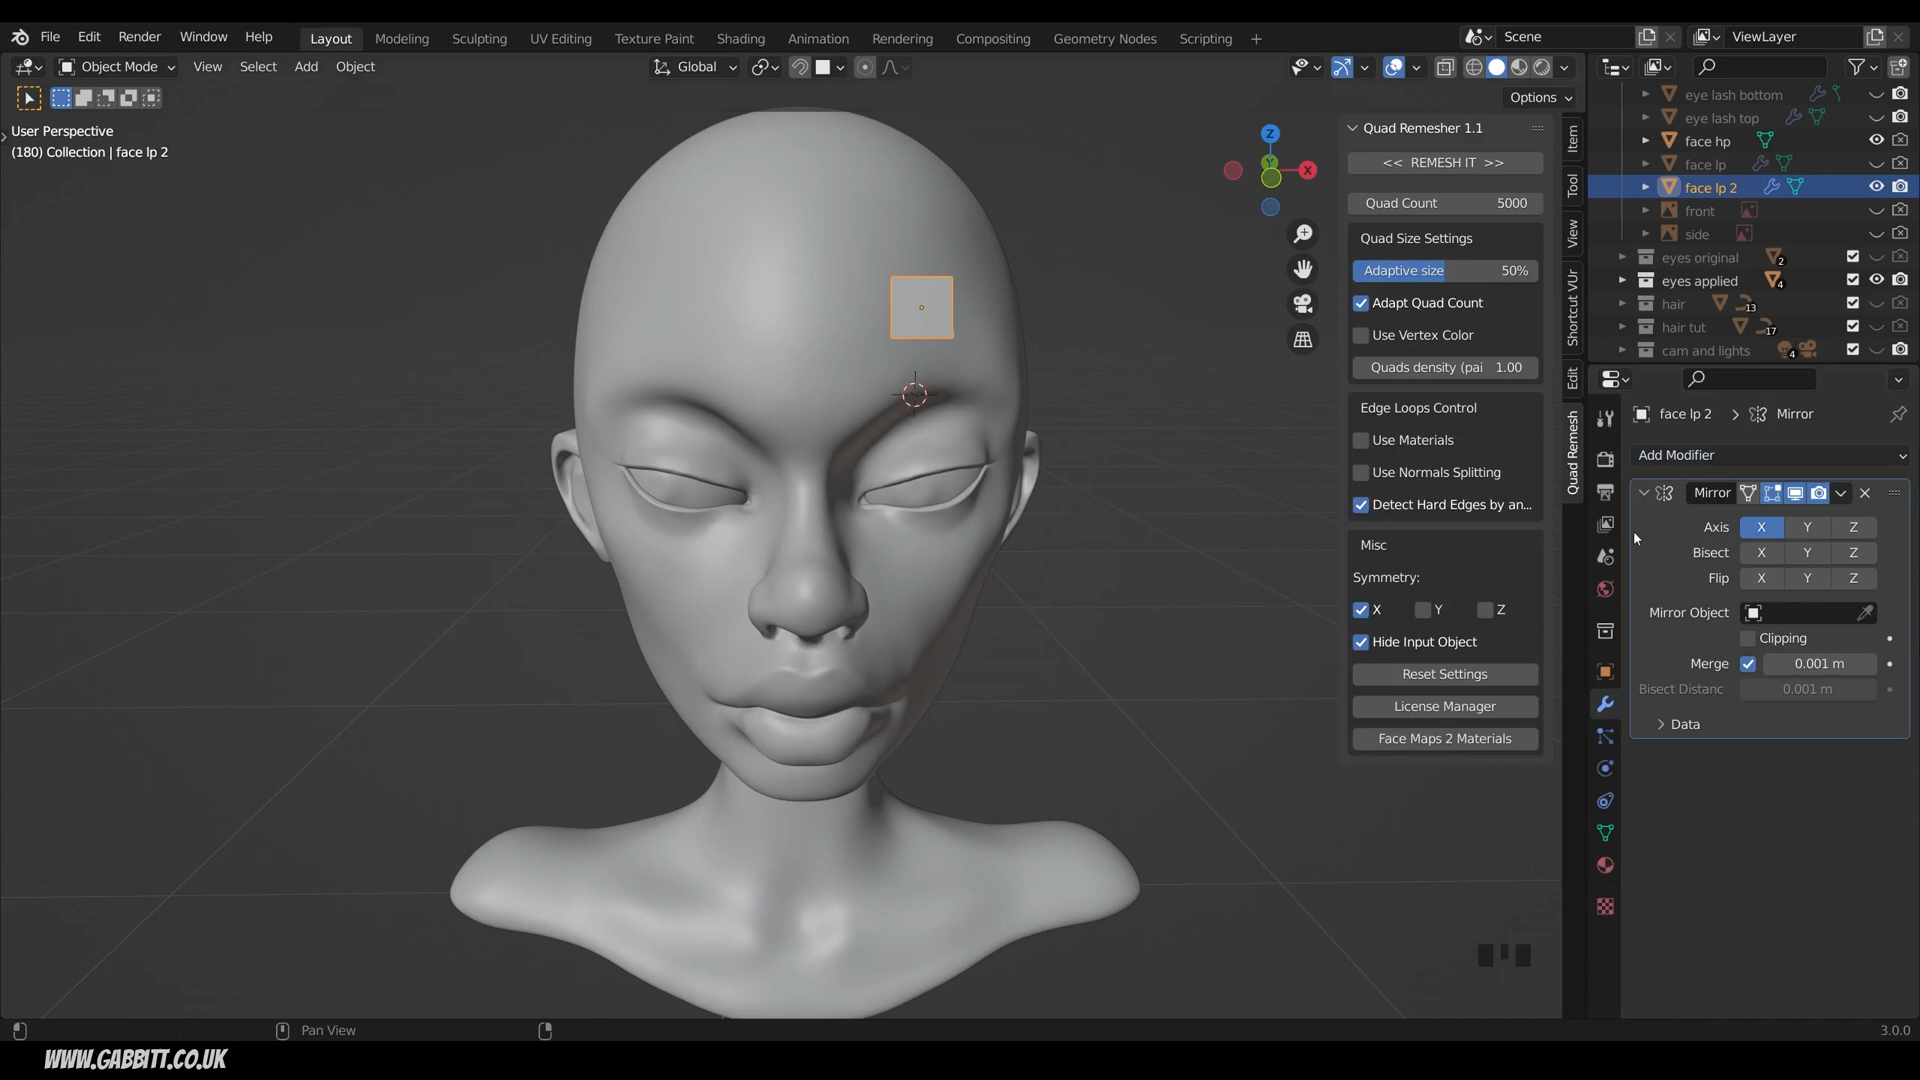 File Edit Render Window Help Layout Modeling Sculpting UV Editing Texture Paint Shading Animation Rendering Compositing Geometry Nodes Scripting + Scene ViewLayer
Object Mode View Select Add Object Global
Options
User Perspective
(180) Collection | face lp 2
Z
Y
X
Quad Remesher 1.1
<< REMESH IT >>
Quad Count 5000
Quad Size Settings
Adaptive size 50%
Adapt Quad Count
Use Vertex Color
Quads density (pai 1.00
Edge Loops Control
Use Materials
Use Normals Splitting
Detect Hard Edges by an...
Misc
Symmetry:
X Y Z
Hide Input Object
Reset Settings
License Manager
Face Maps 2 Materials
Item
Tool
View
Shortcut VUr
Edit
Quad Remesh
eye lash bottom
eye lash top
face hp
face lp
face lp 2
front
side
eyes original 2
eyes applied 4
hair 13
hair tut 17
cam and lights 4
face lp 2 > Mirror
Add Modifier
Mirror
Axis X Y Z
Bisect X Y Z
Flip X Y Z
Mirror Object
Clipping
Merge 0.001 m
Bisect Distanc 0.001 m
Data
Pan View
3.0.0
WWW.GABBITT.CO.UK